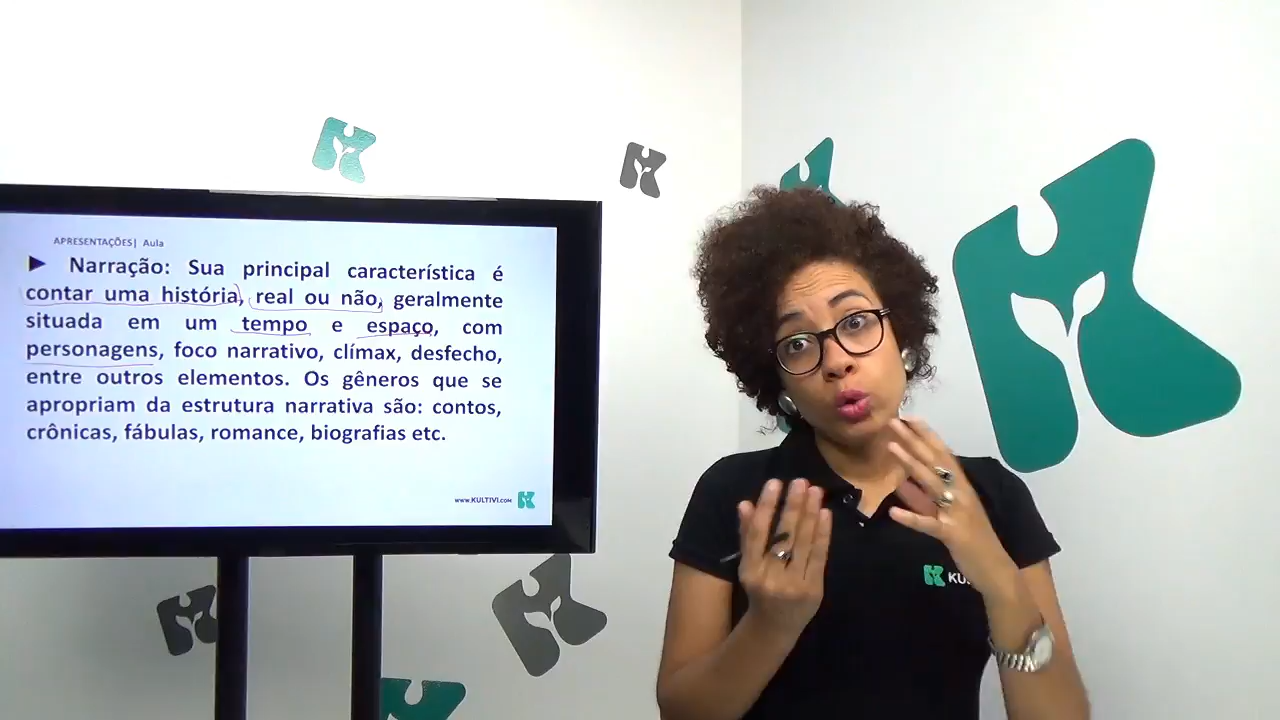 APRESENTAÇÕES| Aula
► Narração: Sua principal característica é
contar uma história, real ou não, geralmente
situada em um tempo e espaço, com
personagens, foco narrativo, clímax, desfecho,
entre outros elementos. Os gêneros que se
apropriam da estrutura narrativa são: contos,
crônicas, fábulas, romance, biografias etc.
www.KULTIVI.COM